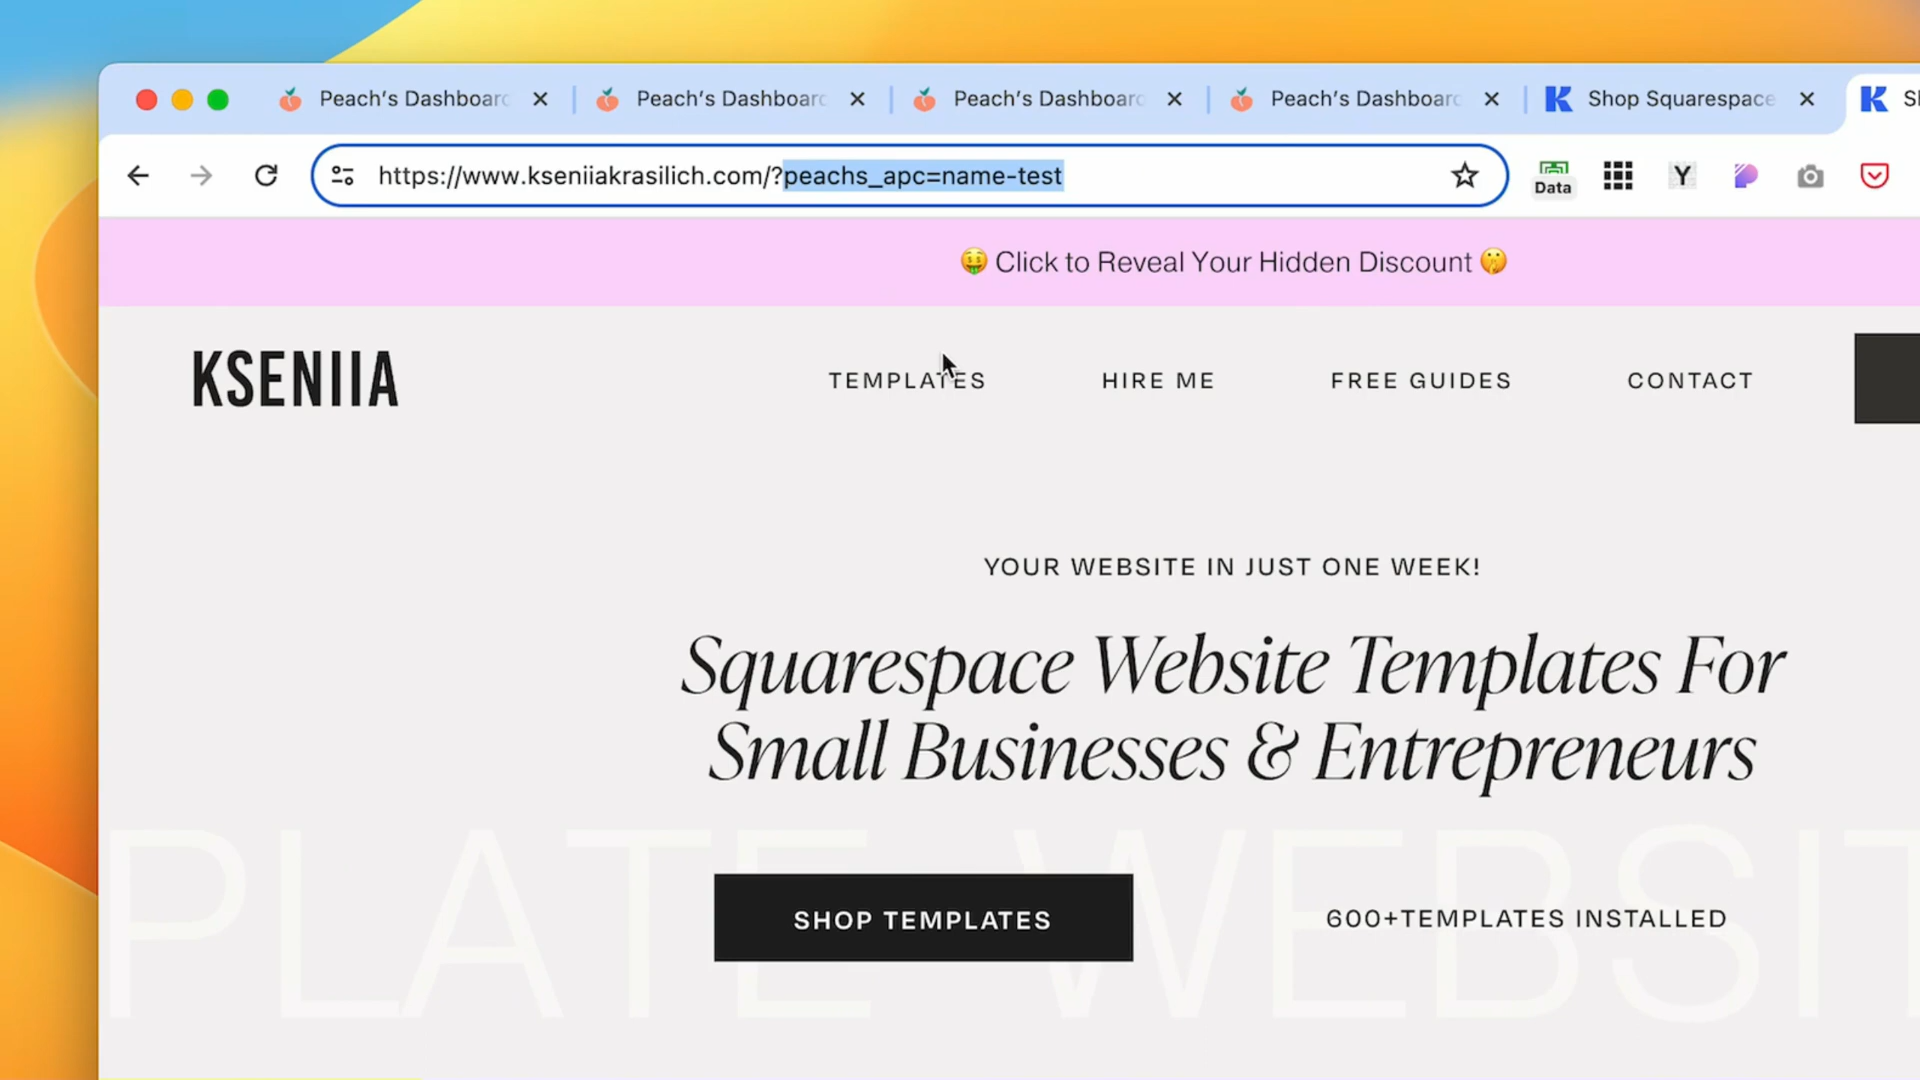 Peach's Dashboard
Peach's Dashboard
Peach's Dashboard
Peach's Dashboard
Shop Squarespace
https://www.kseniiakrasilich.com/?peachs_apc=name-test
Data
Y
Click to Reveal Your Hidden Discount
KSENIIA
TEMPLATES
HIRE ME
FREE GUIDES
CONTACT
YOUR WEBSITE IN JUST ONE WEEK!
Squarespace Website Templates For
Small Businesses & Entrepreneurs
PLATE WEBSIT
SHOP TEMPLATES
600+TEMPLATES INSTALLED